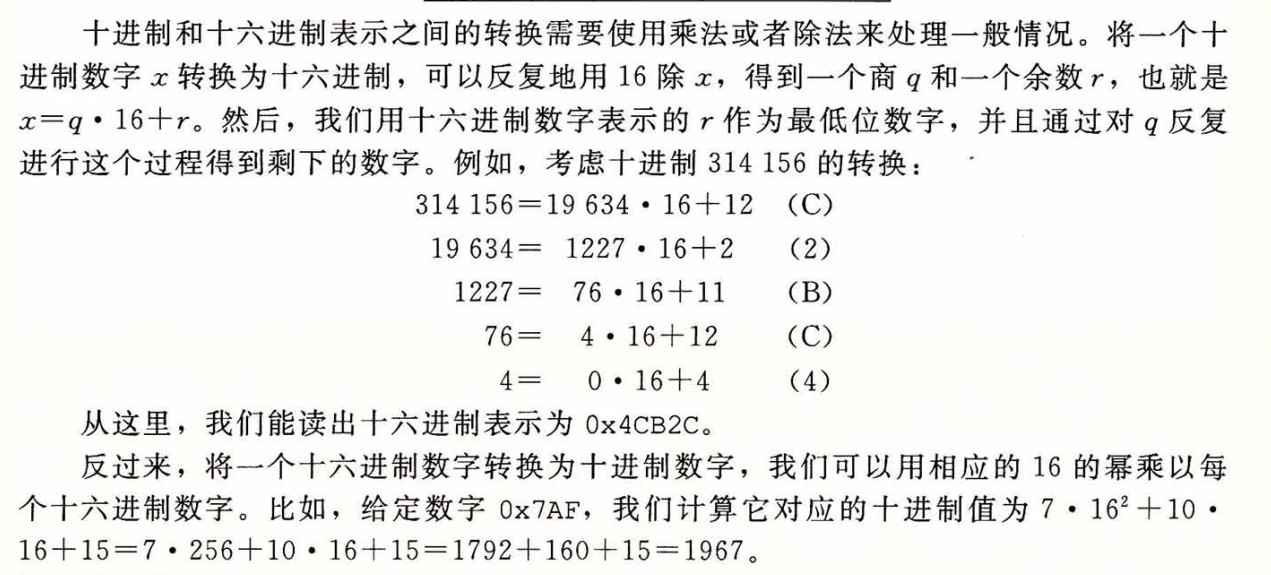 十进制和十六进制表示之间的转换需要使用乘法或者除法来处理一般情况。将一个十
进制数字 x 转换为十六进制，可以反复地用 16 除 x，得到一个商 q 和一个余数 r，也就是
x=q·16+r。然后，我们用十六进制数字表示的 r 作为最低位数字，并且通过对 q 反复
进行这个过程得到剩下的数字。例如，考虑十进制 314 156 的转换：
314 156=19 634·16+12 （C）
19 634= 1227·16+2 （2）
1227= 76·16+11 （B）
76= 4·16+12 （C）
4= 0·16+4 （4）
从这里，我们能读出十六进制表示为 0x4CB2C。
反过来，将一个十六进制数字转换为十进制数字，我们可以用相应的 16 的幂乘以每
个十六进制数字。比如，给定数字 0x7AF，我们计算它对应的十进制值为 7·16²+10·
16+15=7·256+10·16+15=1792+160+15=1967。